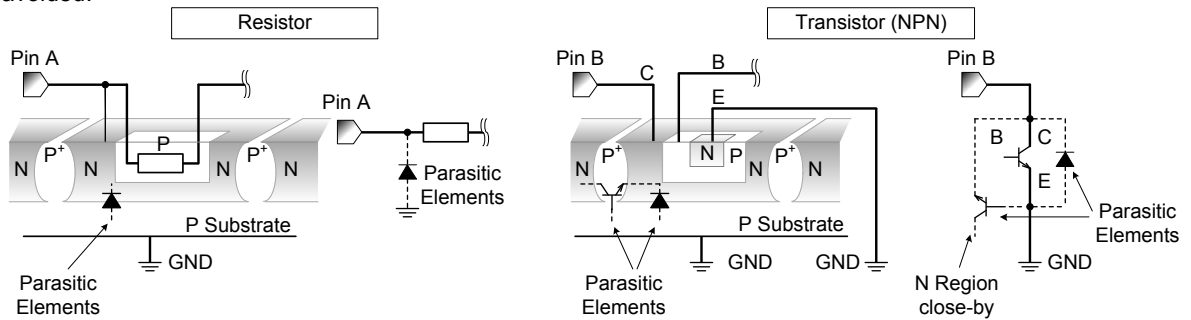 Resistor
Transistor (NPN)
Pin A
Pin A
N P+ N P N P+ N
Parasitic
Elements
P Substrate
GND
Parasitic
Elements
Pin B
C
B
E
N P+ N N P P+ N
P Substrate
GND
GND
Parasitic
Elements
Pin B
B C
E
Parasitic
Elements
GND
N Region
close-by